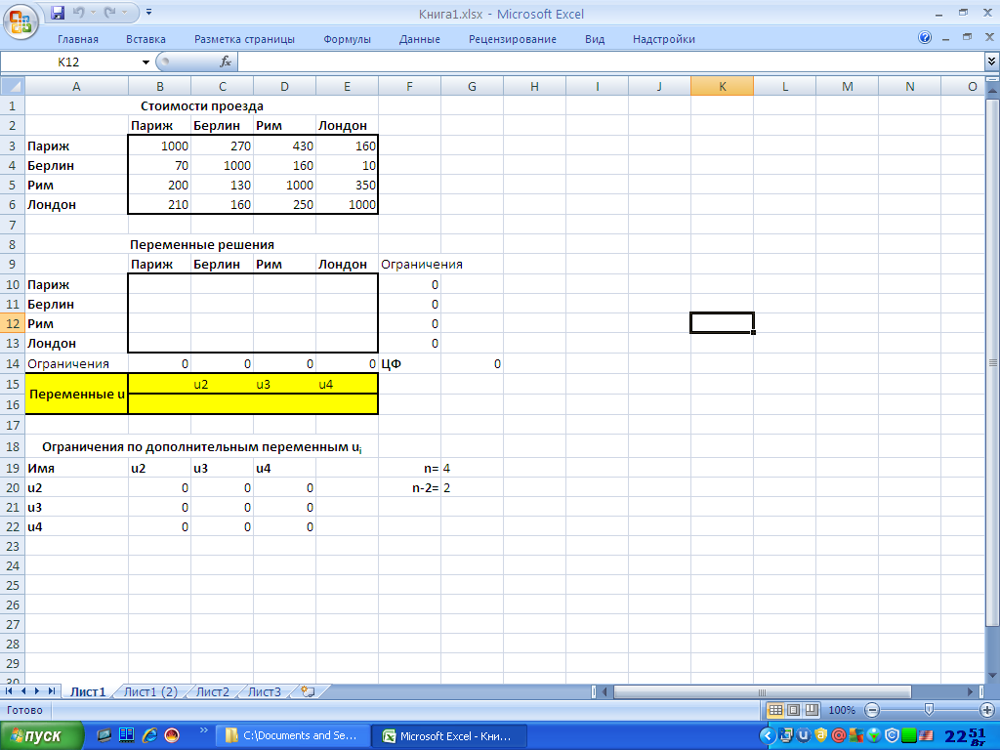 Книга1.xlsx - Microsoft Excel
Главная Вставка Разметка страницы Формулы Данные Рецензирование Вид Надстройки
K12 fx
A B C D E F G H I J K L M N O
1 Стоимости проезда
2 Париж Берлин Рим Лондон
3 Париж 1000 270 430 160
4 Берлин 70 1000 160 10
5 Рим 200 130 1000 350
6 Лондон 210 160 250 1000
7
8 Переменные решения
9 Париж Берлин Рим Лондон Ограничения
10 Париж 0
11 Берлин 0
12 Рим 0
13 Лондон 0
14 Ограничения 0 0 0 0 ЦФ 0
15 u2 u3 u4
Переменные u
16
17
18 Ограничения по дополнительным переменным ui
19 Имя u2 u3 u4 n= 4
20 u2 0 0 0 n-2= 2
21 u3 0 0 0
22 u4 0 0 0
23
24
25
26
27
28
29
30
Лист1 Лист1 (2) Лист2 Лист3
Готово 100%
пуск C:\Documents and Se... Microsoft Excel - Кни... 22 51 Вт